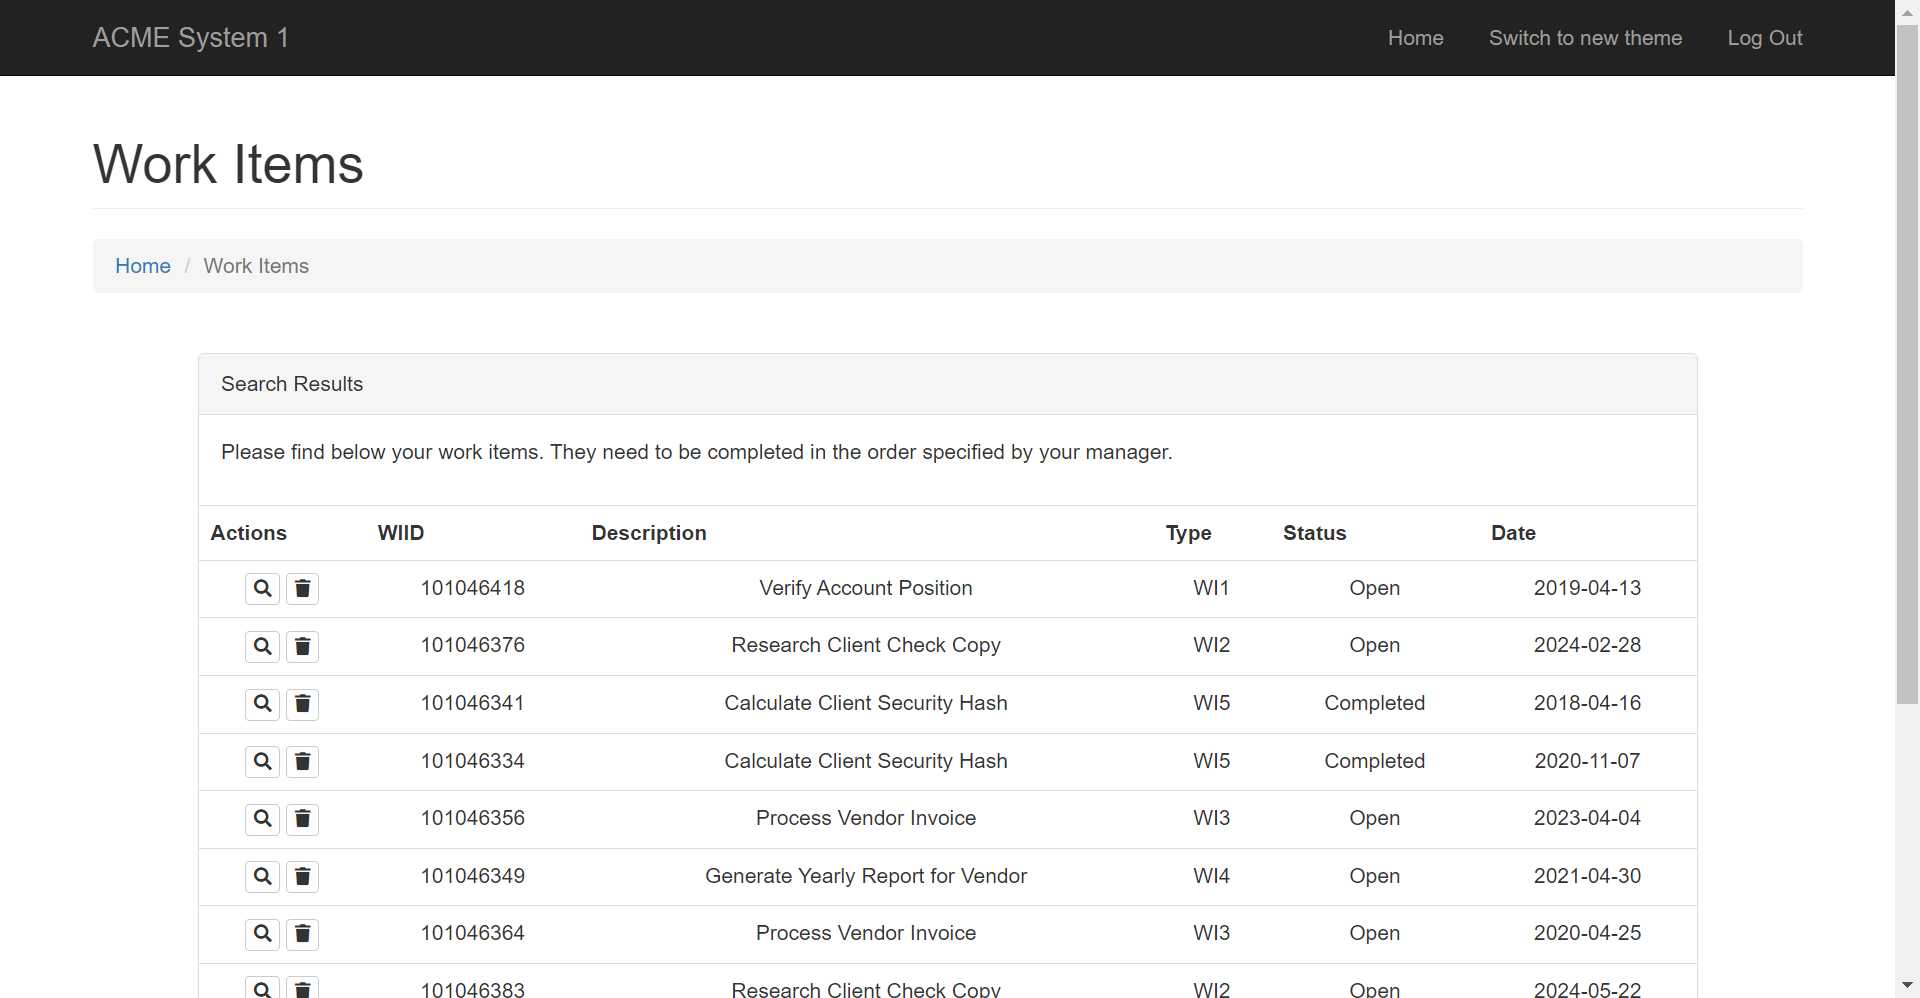 ACME System 1 Home Switch to new theme Log Out
Work Items
Home / Work Items
Search Results
Please find below your work items. They need to be completed in the order specified by your manager.
Actions WIID Description Type Status Date
101046418 Verify Account Position WI1 Open 2019-04-13
101046376 Research Client Check Copy WI2 Open 2024-02-28
101046341 Calculate Client Security Hash WI5 Completed 2018-04-16
101046334 Calculate Client Security Hash WI5 Completed 2020-11-07
101046356 Process Vendor Invoice WI3 Open 2023-04-04
101046349 Generate Yearly Report for Vendor WI4 Open 2021-04-30
101046364 Process Vendor Invoice WI3 Open 2020-04-25
101046383 Research Client Check Copy WI2 Open 2024-05-22